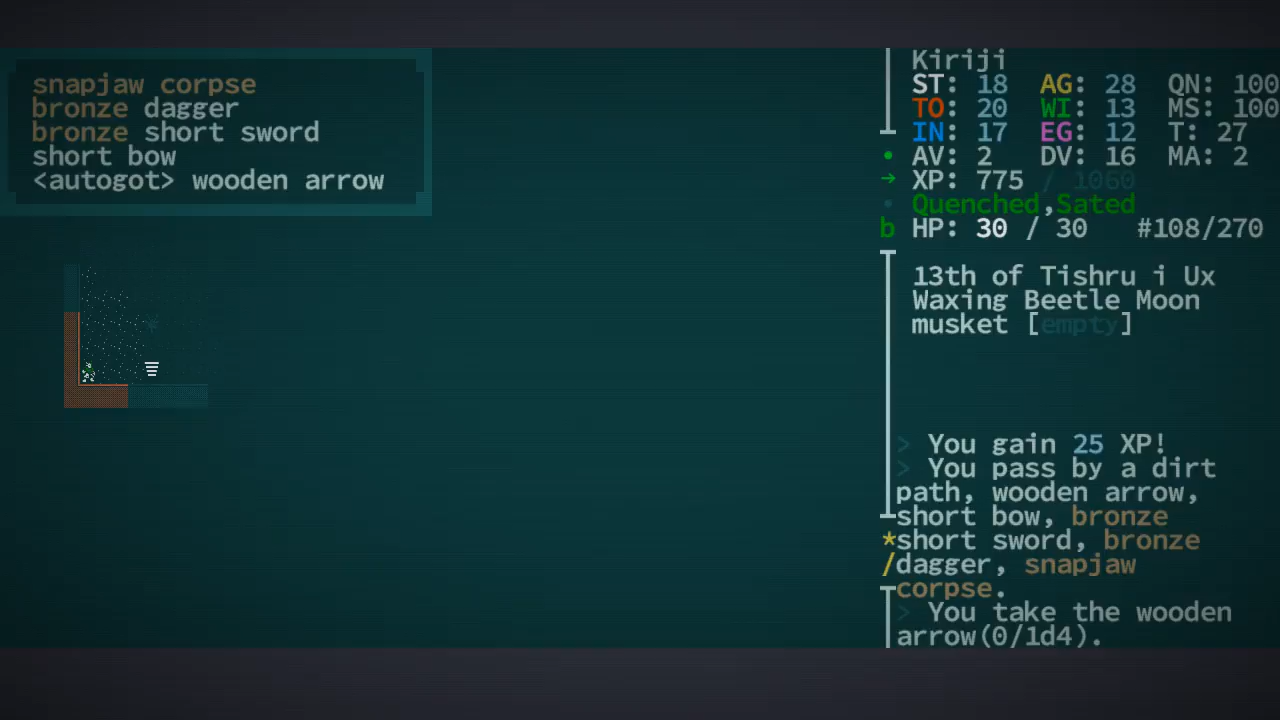 snapjaw corpse
bronze dagger
bronze short sword
short bow
<autogot> wooden arrow
Kiriji
ST: 18 AG: 28 QN: 100
TO: 20 WI: 13 MS: 100
IN: 17 EG: 12 T: 27
AV: 2 DV: 16 MA: 2
XP: 775 / 1060
Quenched,Sated
b HP: 30 / 30 #108/270
13th of Tishru i Ux
Waxing Beetle Moon
musket [empty]
> You gain 25 XP!
> You pass by a dirt
path, wooden arrow,
short bow, bronze
*short sword, bronze
/dagger, snapjaw
corpse.
> You take the wooden
arrow(0/1d4).